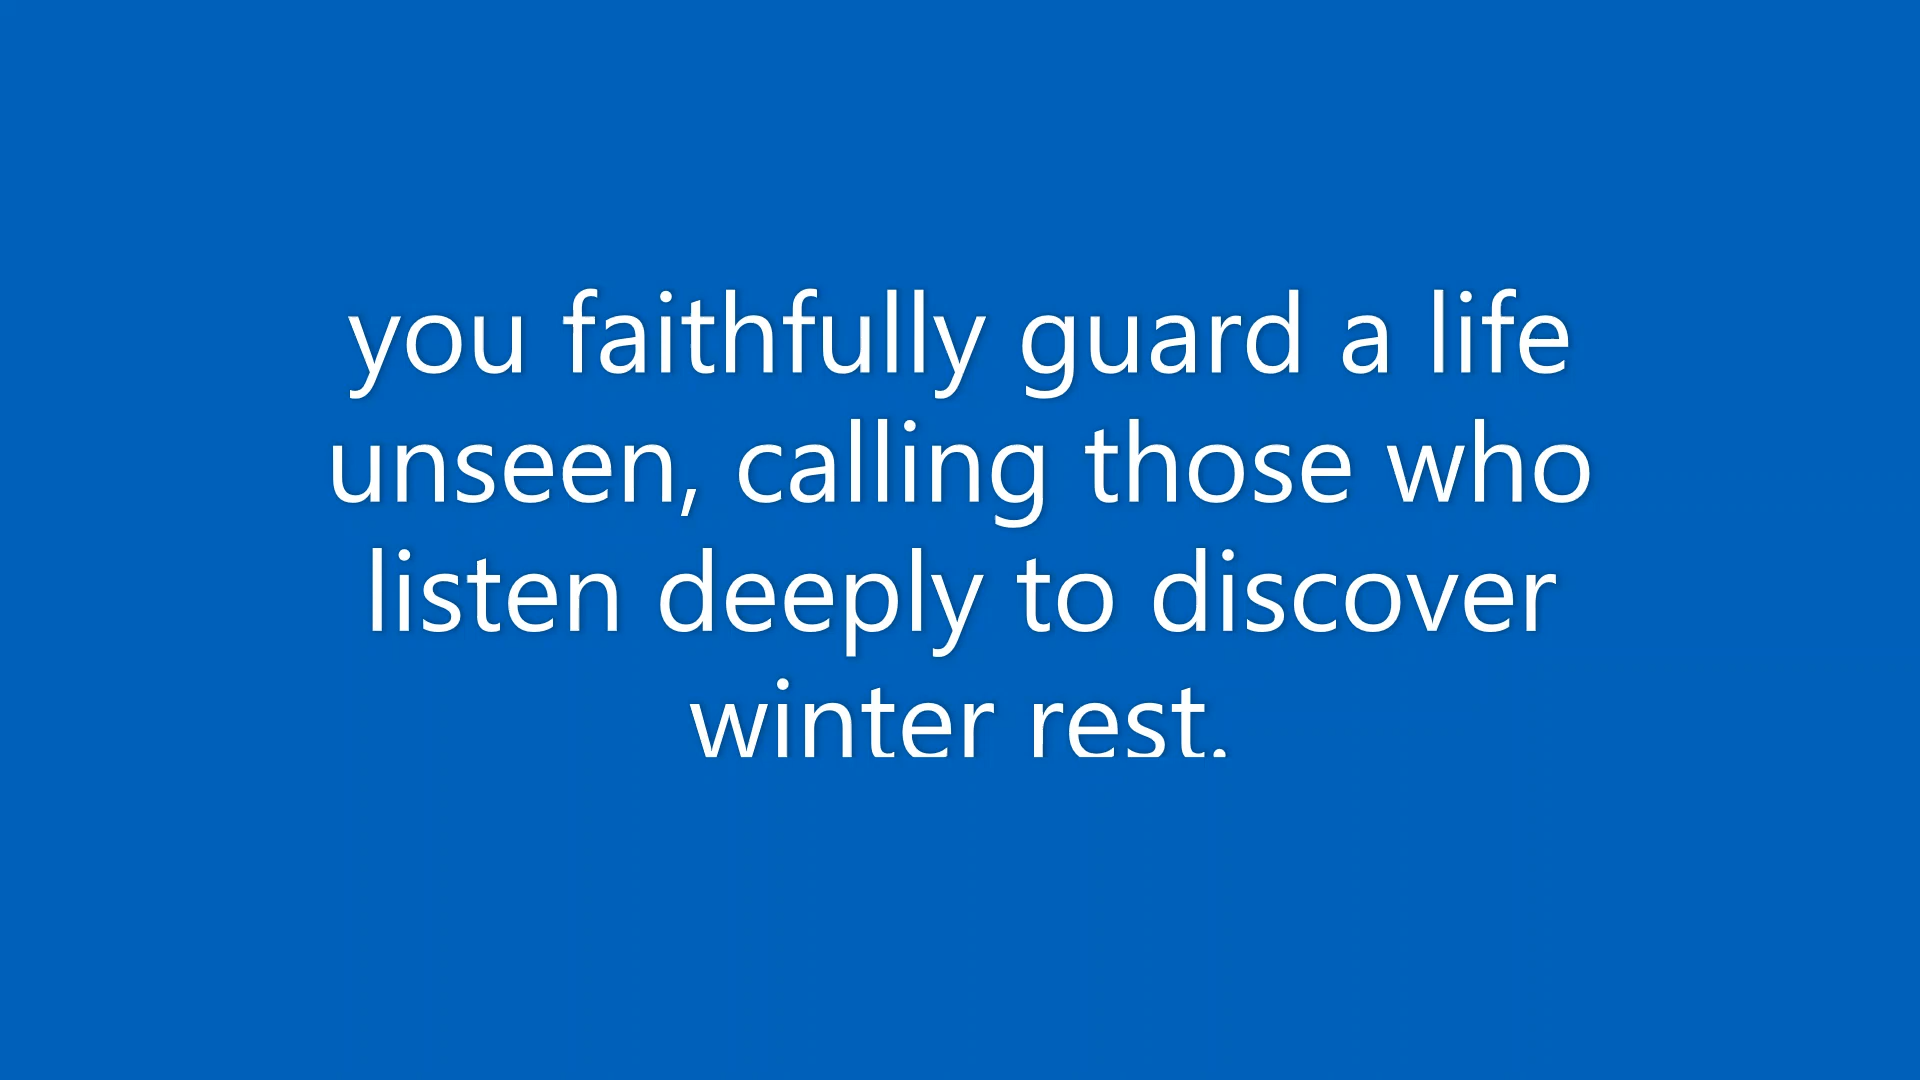 you faithfully guard a life
unseen, calling those who
listen deeply to discover
winter rest.